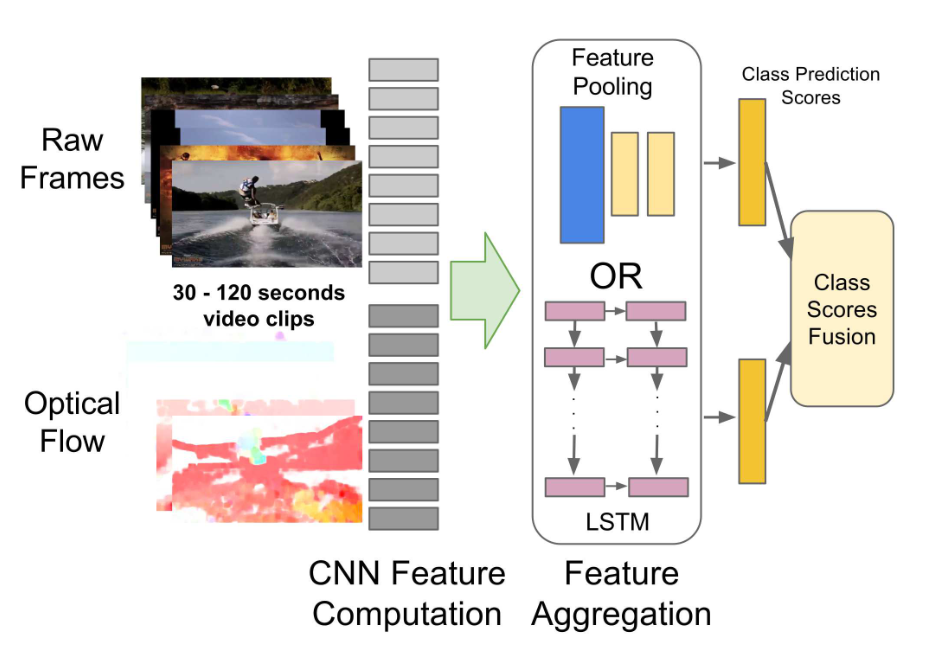 Raw
Frames
30 - 120 seconds
video clips
Optical
Flow
CNN Feature
Computation
Feature
Pooling
OR
LSTM
Feature
Aggregation
Class Prediction
Scores
Class
Scores
Fusion